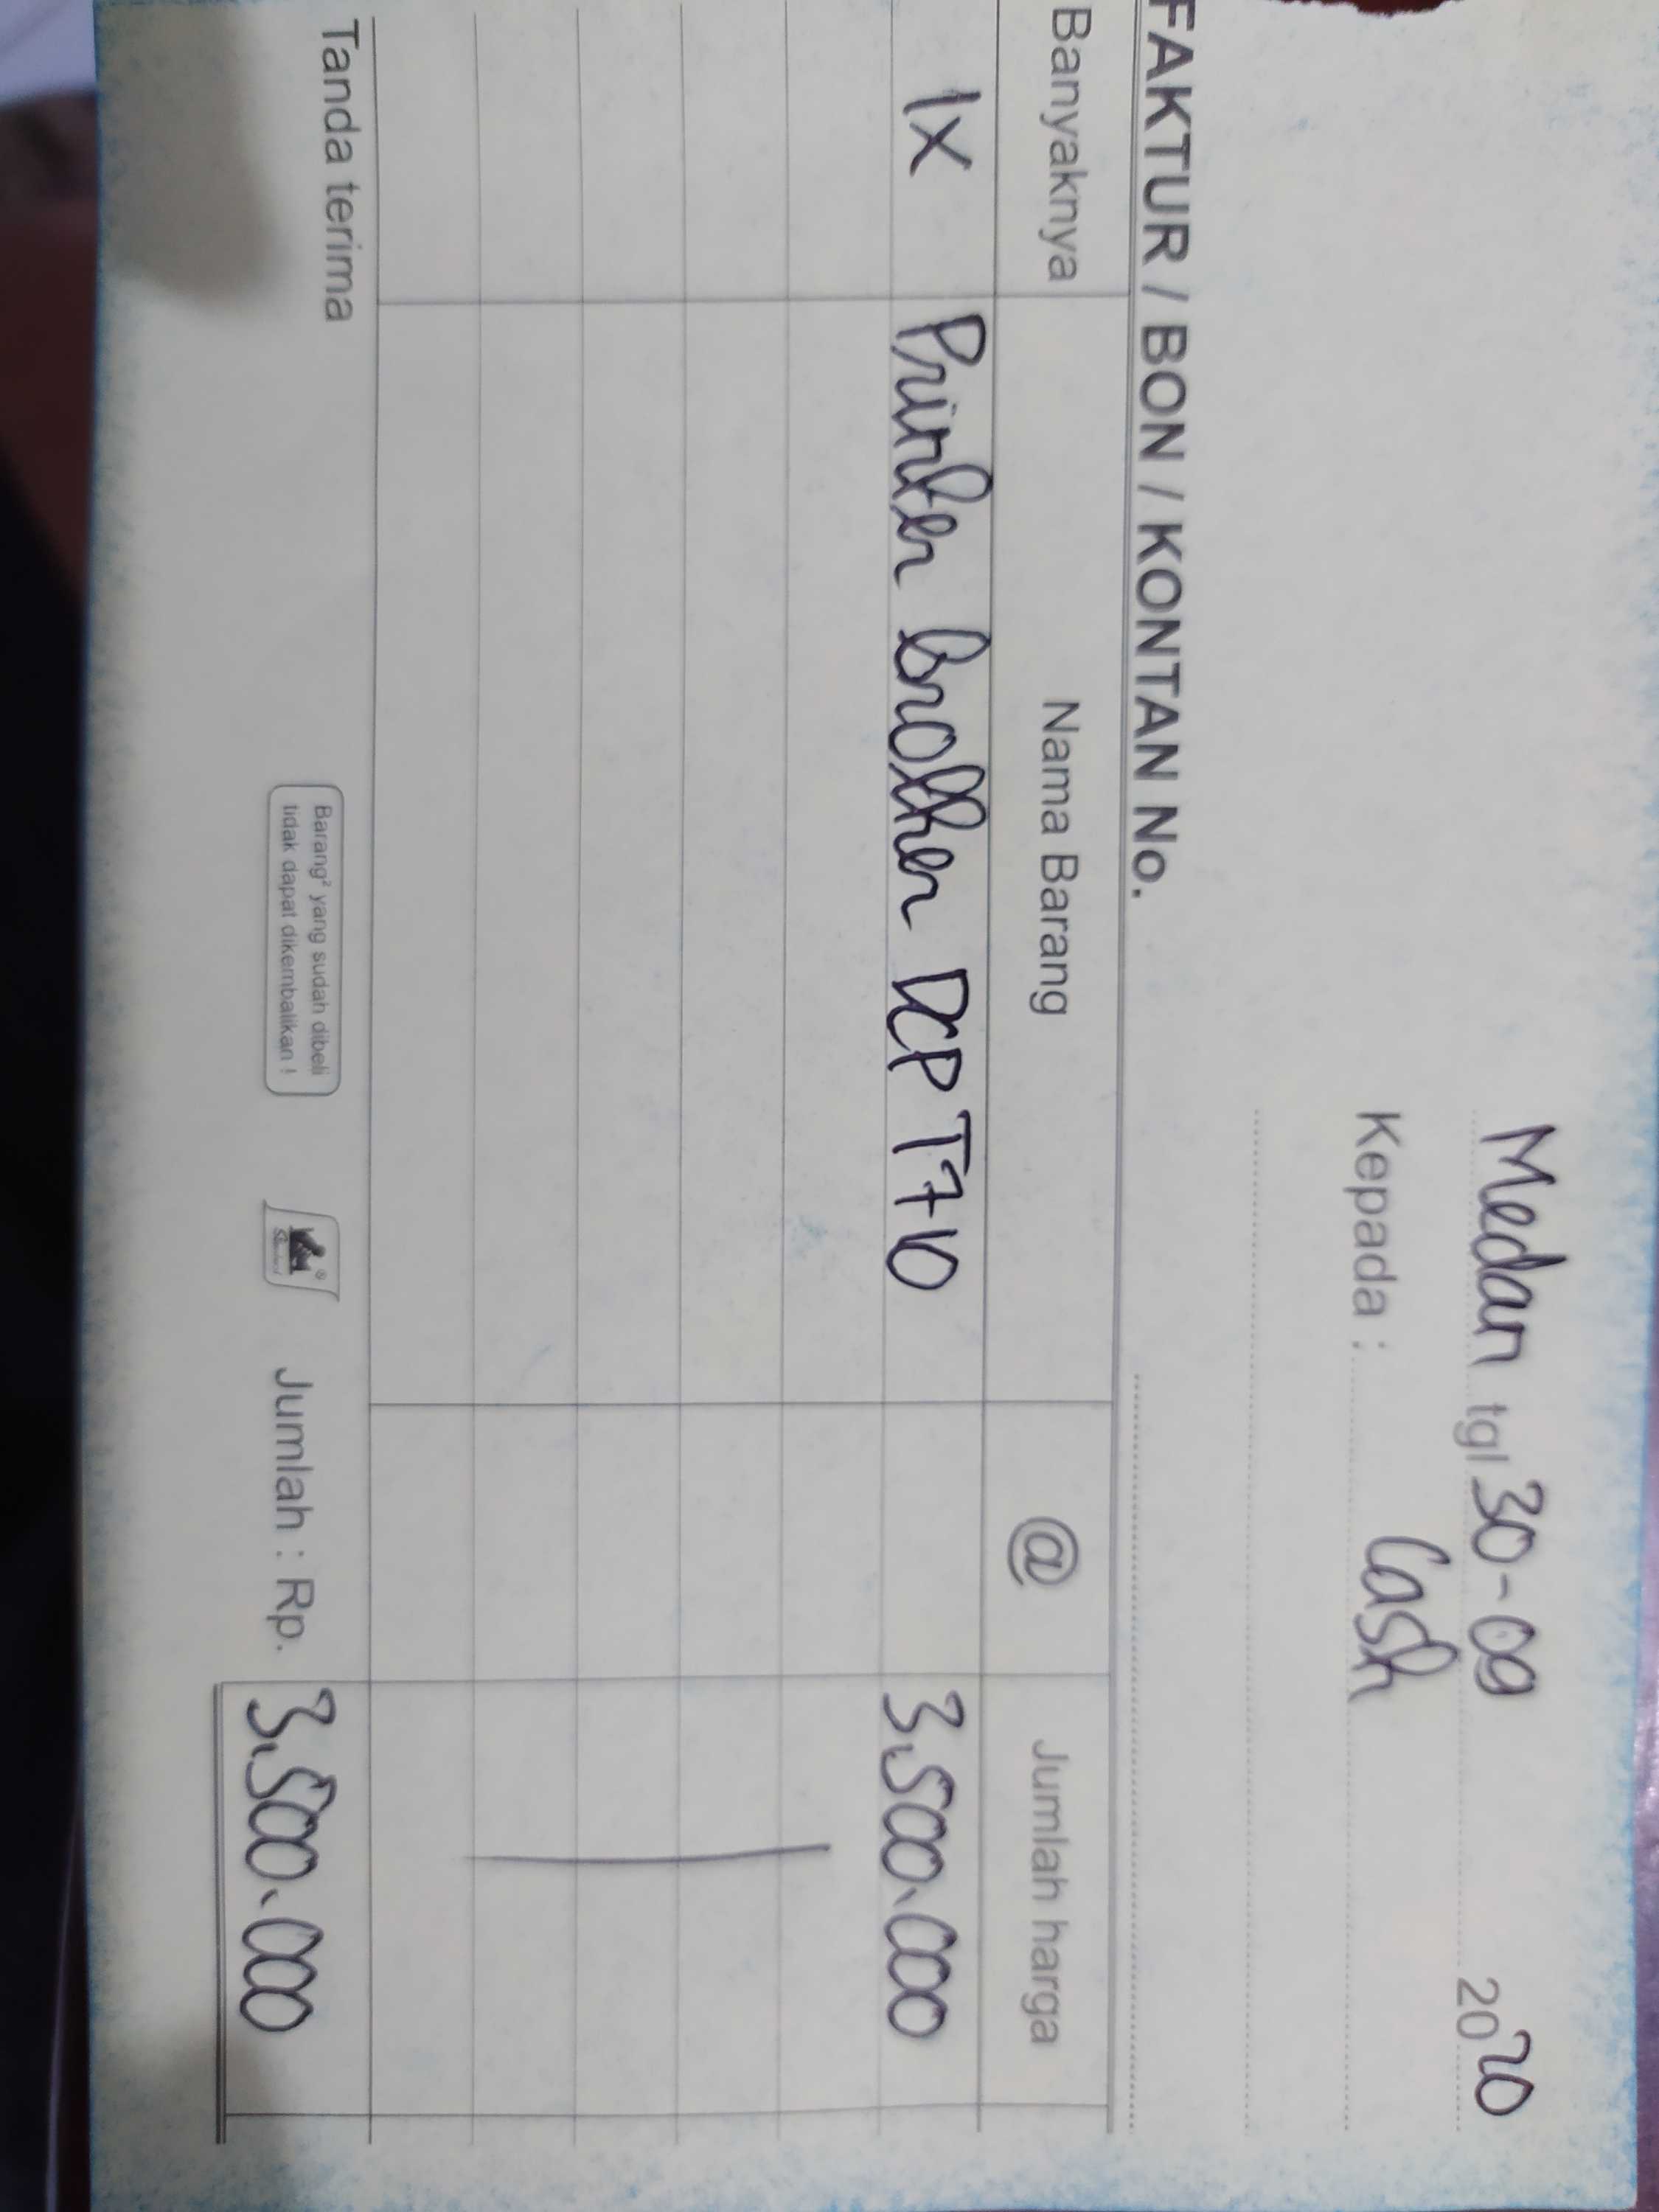 Medan tgl 30-09 2020
Kepada : Cash
FAKTUR / BON / KONTAN No.
Banyaknya Nama Barang @ Jumlah harga
1X Printer Brother DCP T710 3.500.000
Tanda terima
Barang² yang sudah dibeli
tidak dapat dikembalikan !
Jumlah : Rp. 3.500.000